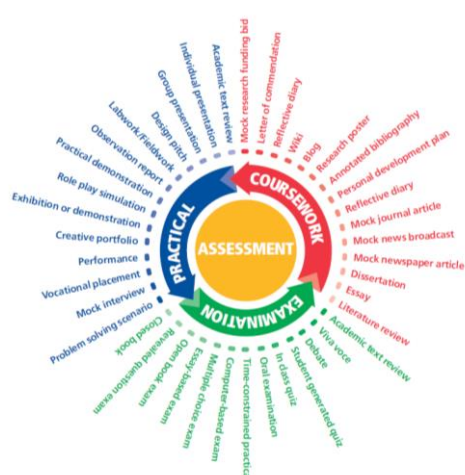 ASSESSMENT
COURSEWORK
EXAMINATION
PRACTICAL
Mock research funding bid
Letter of commendation
Reflective diary
Wiki
Blog
Research poster
Annotated bibliography
Personal development plan
Reflective diary
Mock journal article
Mock news broadcast
Mock newspaper article
Dissertation
Essay
Literature review
Academic text review
Viva voce
Debate
Student generated quiz
In class quiz
Oral examination
Time-constrained practic
Computer-based exam
Multiple choice exam
Essay-based exam
Open book exam
Revealed question exam
Closed book
Problem solving scenario
Mock interview
Vocational placement
Performance
Creative portfolio
Exhibition or demonstration
Role play simulation
Practical demonstration
Observation report
Labwork/Fieldwork
Design pitch
Group presentation
Individual presentation
Academic text review